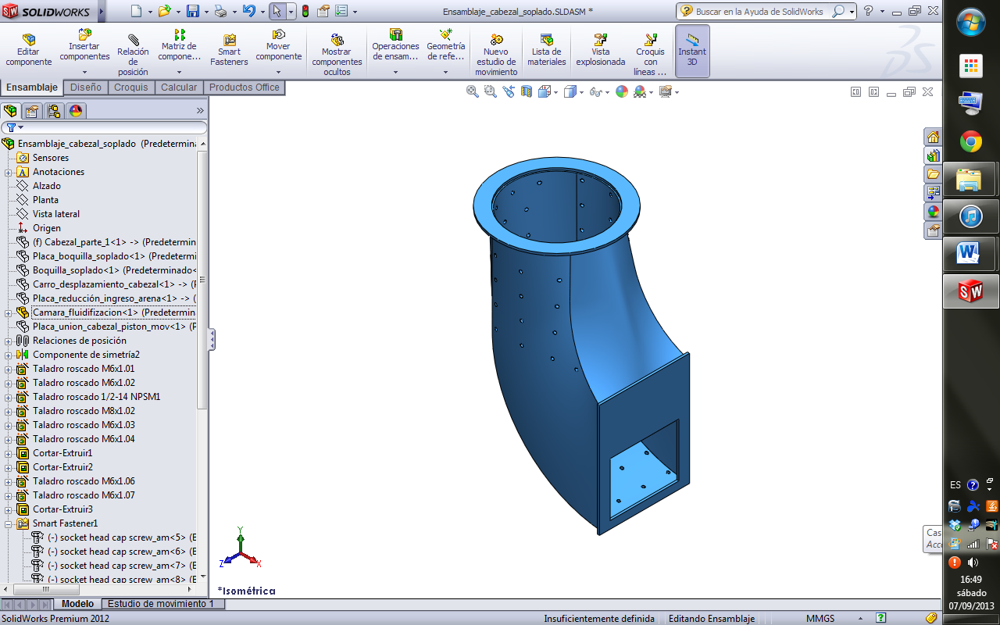 SOLIDWORKS
Ensamblaje_cabezal_soplado.SLDASM *
Buscar en la Ayuda de SolidWorks
Editar componente
Insertar componentes
Relación de posición
Matriz de compone...
Smart Fasteners
Mover componente
Mostrar componentes ocultos
Operaciones de ensam...
Geometría de refe...
Nuevo estudio de movimiento
Lista de materiales
Vista explosionada
Croquis con líneas ...
Instant 3D
Ensamblaje
Diseño
Croquis
Calcular
Productos Office
Ensamblaje_cabezal_soplado (Predetermina
Sensores
Anotaciones
Alzado
Planta
Vista lateral
Origen
(f) Cabezal_parte_1<1> -> (Predetermin
Placa_boquilla_soplado<1> (Predetermi
Boquilla_soplado<1> (Predeterminado<
Carro_desplazamiento_cabezal<1> -> (
Placa_reducción_ingreso_arena<1> -> (
Camara_fluidifizacion<1> (Predetermin
Placa_union_cabezal_piston_mov<1> (P
Relaciones de posición
Componente de simetría2
Taladro roscado M6x1.01
Taladro roscado M6x1.02
Taladro roscado 1/2-14 NPSM1
Taladro roscado M8x1.02
Taladro roscado M6x1.03
Taladro roscado M6x1.04
Cortar-Extruir1
Cortar-Extruir2
Taladro roscado M6x1.06
Taladro roscado M6x1.07
Cortar-Extruir3
Smart Fastener1
(-) socket head cap screw_am<5> (E
(-) socket head cap screw_am<6> (E
(-) socket head cap screw_am<7> (E
(-) socket head cap screw_am<8> (E
Y
Z
X
*Isométrica
Cas
Acce
Modelo
Estudio de movimiento 1
SolidWorks Premium 2012
Insuficientemente definida
Editando Ensamblaje
MMGS
ES
16:49
sábado
07/09/2013